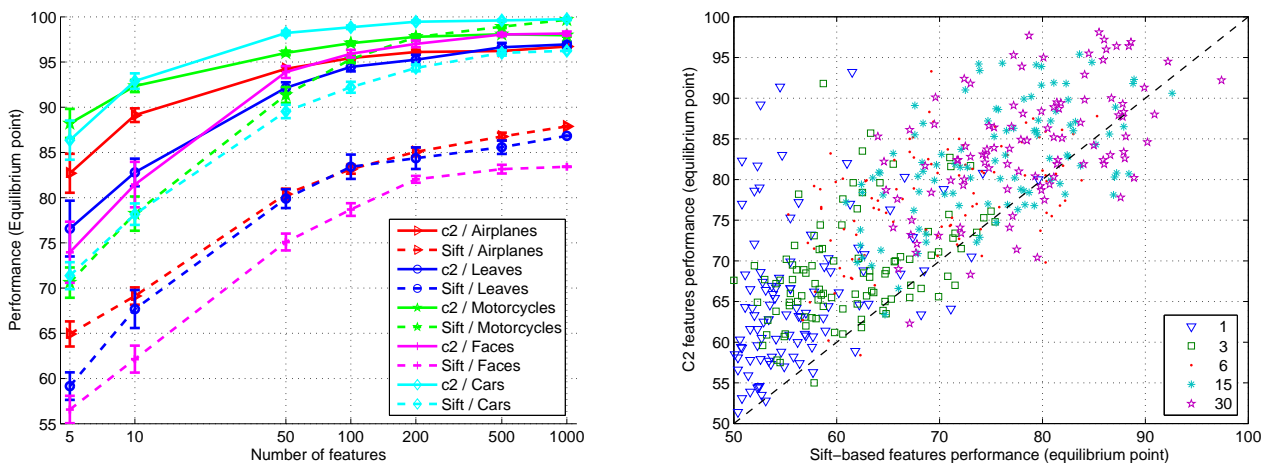 100
95
90
85
80
75
70
65
60
55
5
10
50
100
200
500
1000
Performance (Equilibrium point)
Number of features
c2 / Airplanes
Sift / Airplanes
c2 / Leaves
Sift / Leaves
c2 / Motorcycles
Sift / Motorcycles
c2 / Faces
Sift / Faces
c2 / Cars
Sift / Cars
100
95
90
85
80
75
70
65
60
55
50
50
60
70
80
90
100
C2 features performance (equilibrium point)
Sift−based features performance (equilibrium point)
1
3
6
15
30